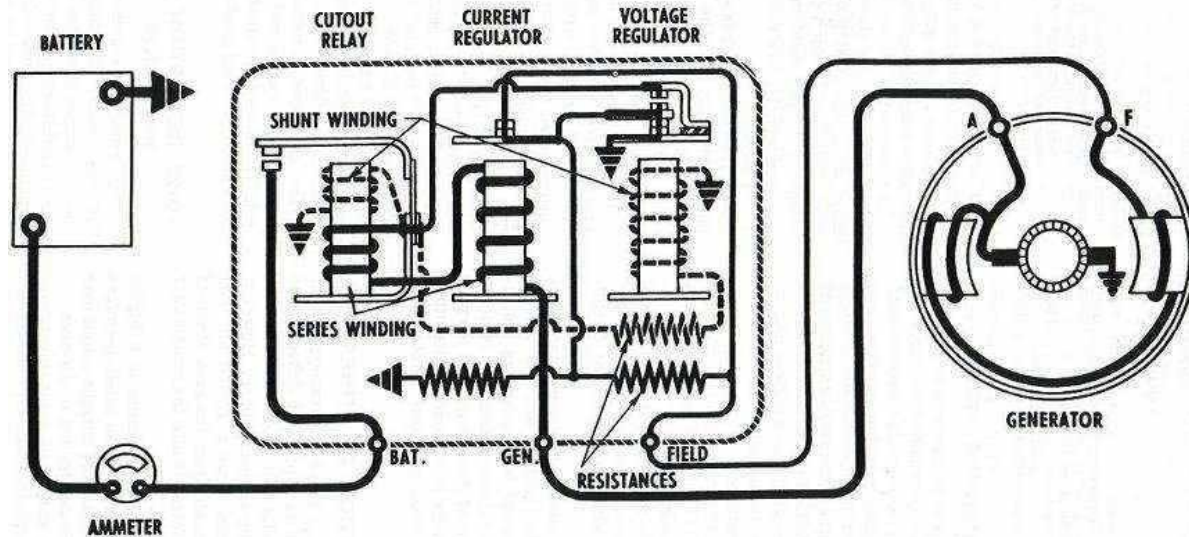 BATTERY
CUTOUT
RELAY
CURRENT
REGULATOR
VOLTAGE
REGULATOR
SHUNT WINDING
SERIES WINDING
A
F
GENERATOR
BAT.
GEN.
FIELD
RESISTANCES
AMMETER